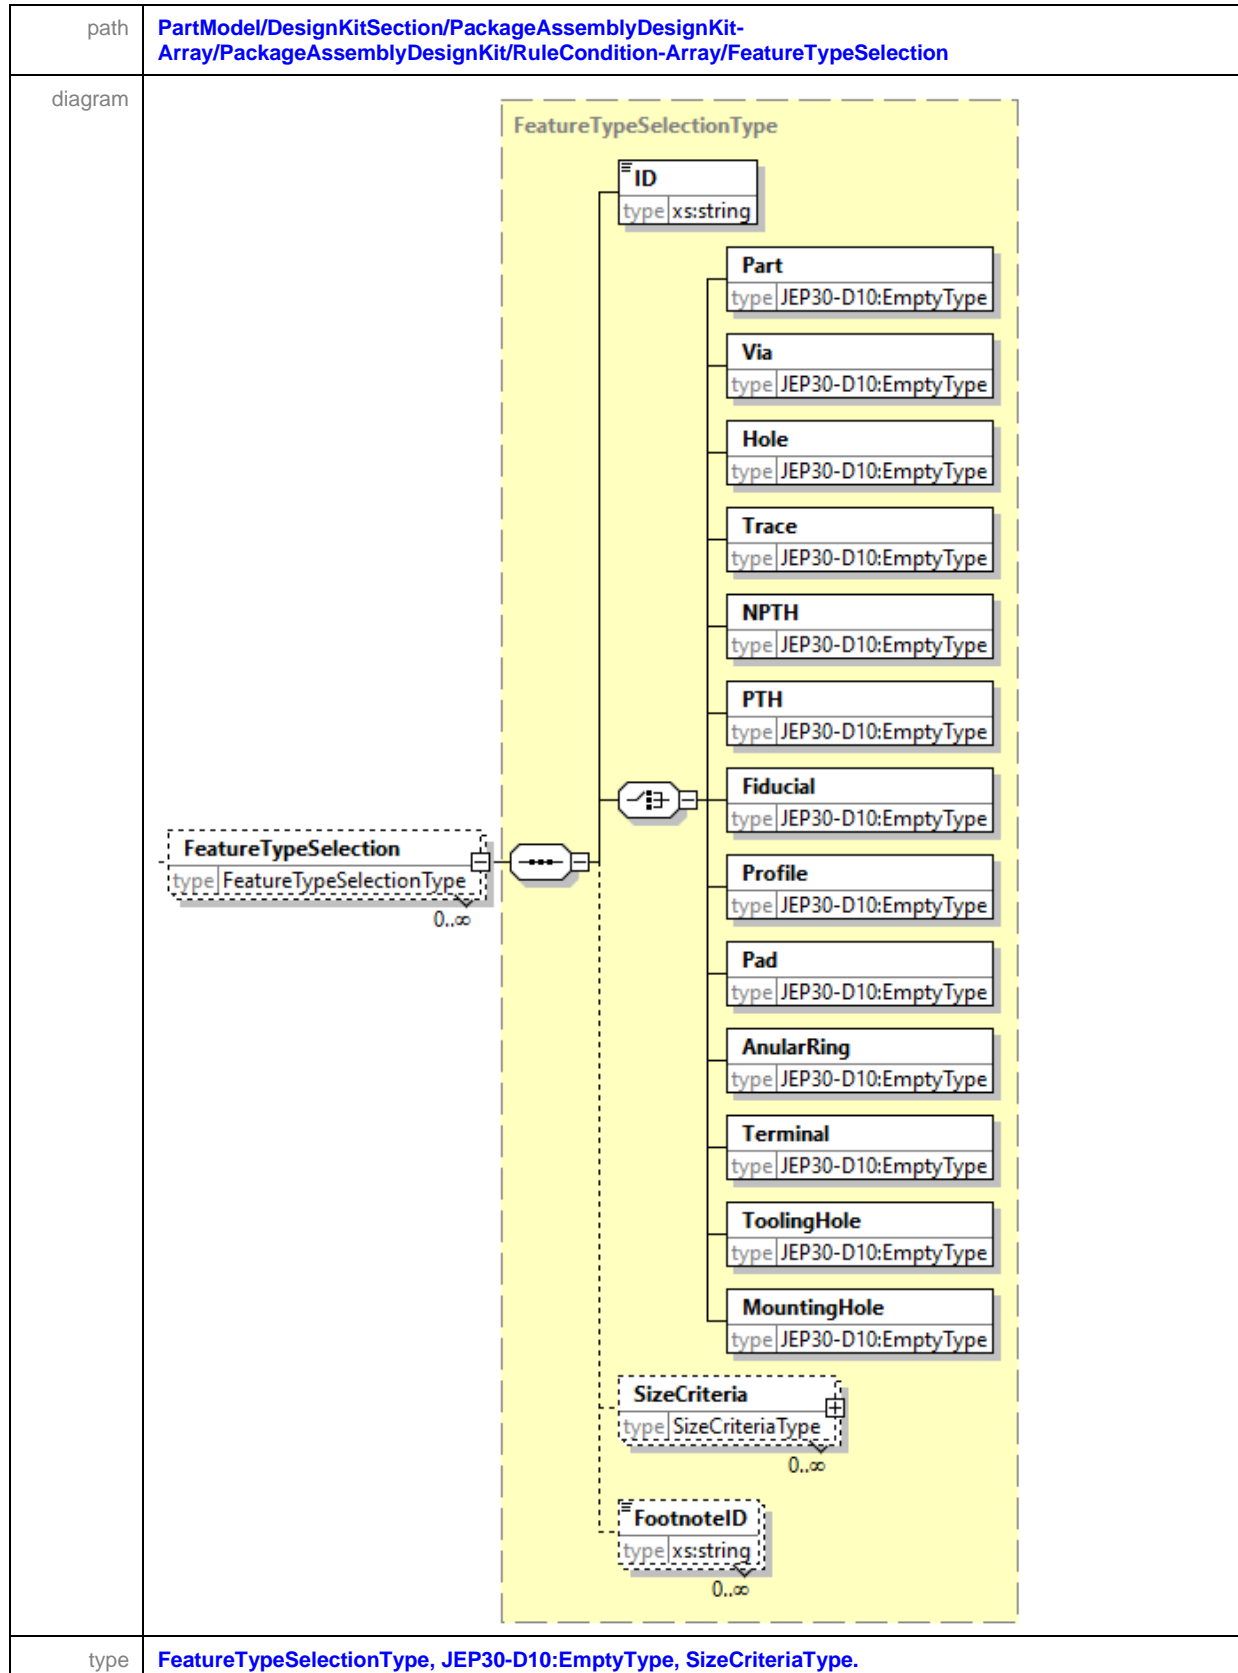 path
PartModel/DesignKitSection/PackageAssemblyDesignKit-
Array/PackageAssemblyDesignKit/RuleCondition-Array/FeatureTypeSelection
diagram
FeatureTypeSelectionType
ID
type xs:string
Part
type JEP30-D10:EmptyType
Via
type JEP30-D10:EmptyType
Hole
type JEP30-D10:EmptyType
Trace
type JEP30-D10:EmptyType
NPTH
type JEP30-D10:EmptyType
PTH
type JEP30-D10:EmptyType
Fiducial
type JEP30-D10:EmptyType
FeatureTypeSelection
type FeatureTypeSelectionType
0..∞
Profile
type JEP30-D10:EmptyType
Pad
type JEP30-D10:EmptyType
AnularRing
type JEP30-D10:EmptyType
Terminal
type JEP30-D10:EmptyType
ToolingHole
type JEP30-D10:EmptyType
MountingHole
type JEP30-D10:EmptyType
SizeCriteria
type SizeCriteriaType
0..∞
FootnoteID
type xs:string
0..∞
type
FeatureTypeSelectionType, JEP30-D10:EmptyType, SizeCriteriaType.